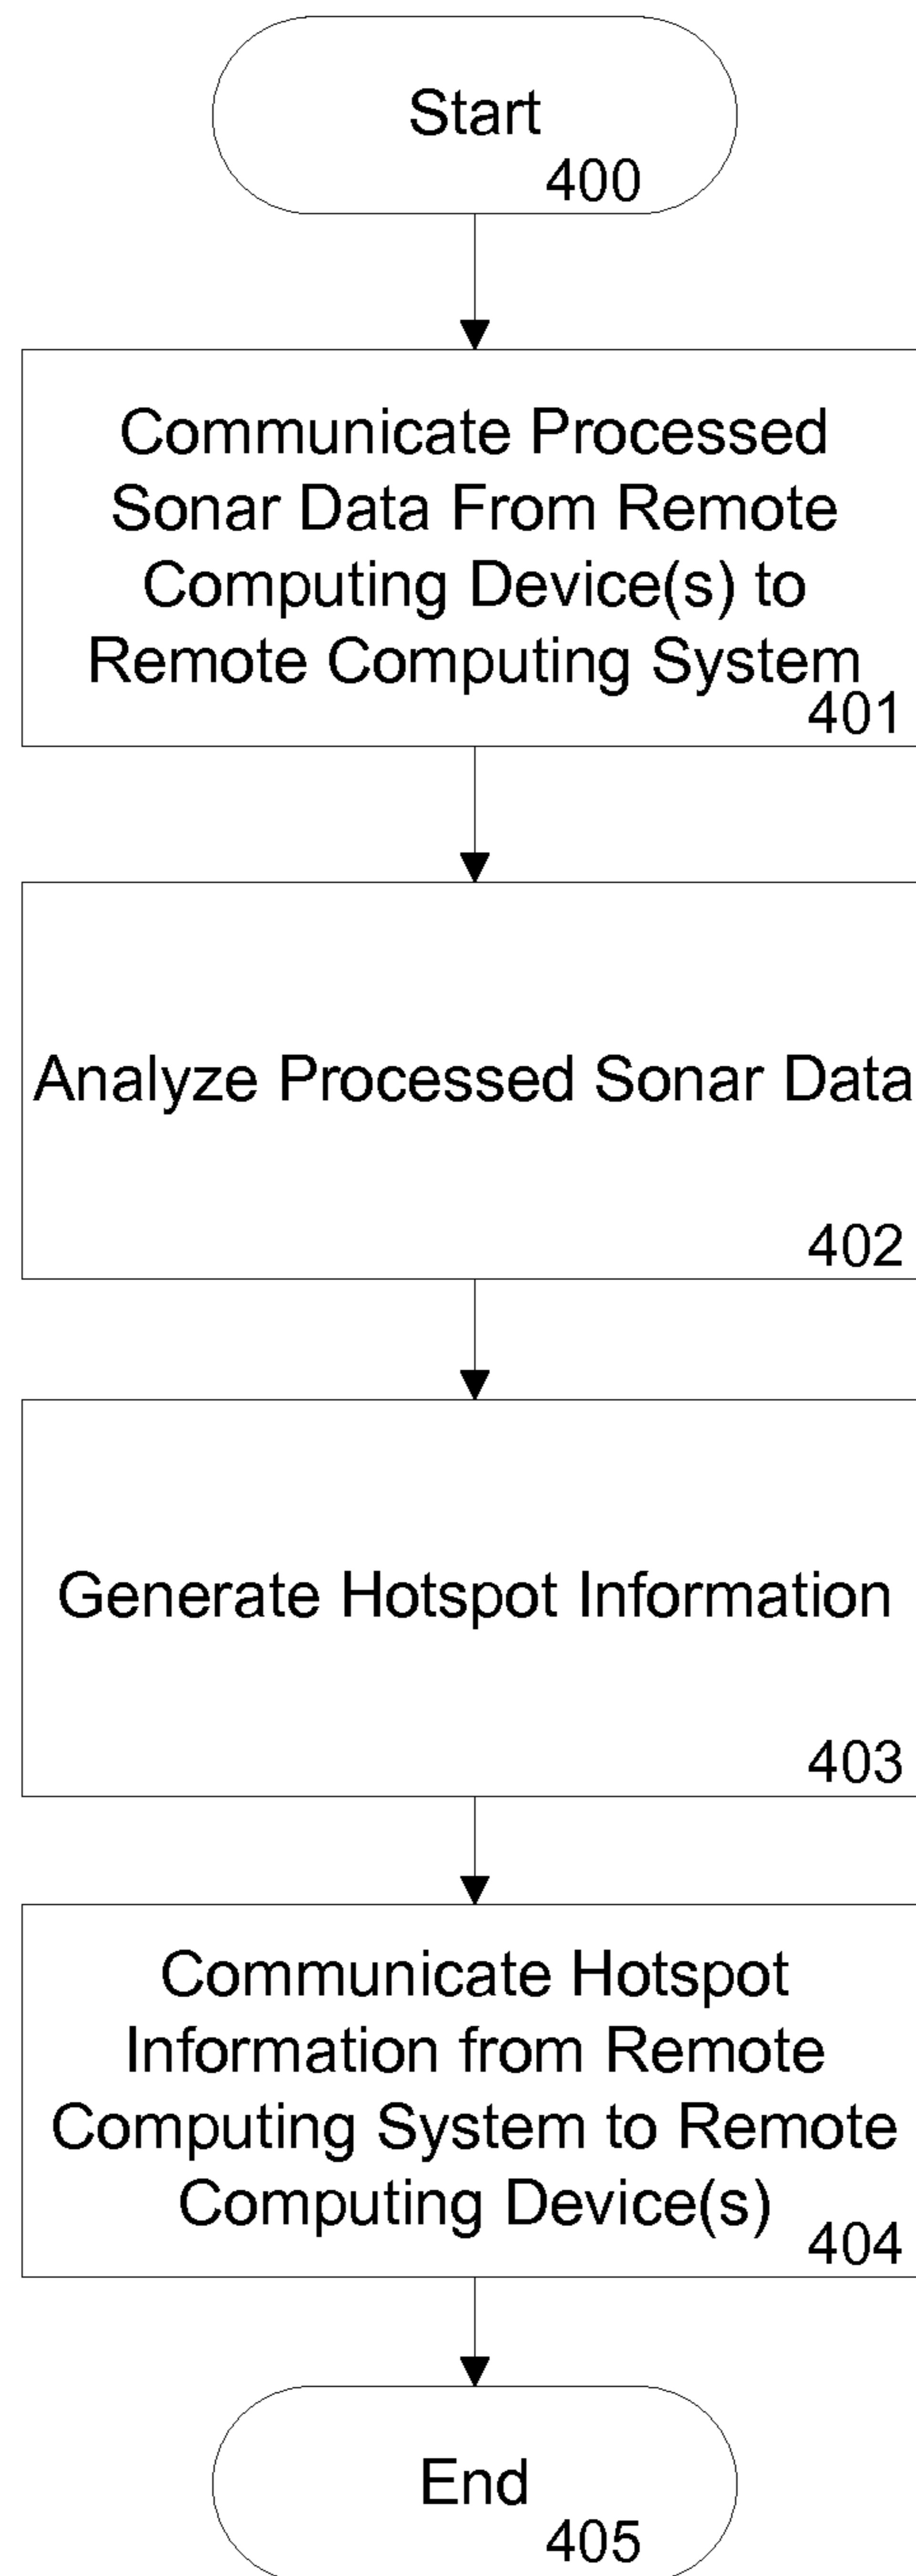 Start
400
Communicate Processed
Sonar Data From Remote
Computing Device(s) to
Remote Computing System
401
Analyze Processed Sonar Data
402
Generate Hotspot Information
403
Communicate Hotspot
Information from Remote
Computing System to Remote
Computing Device(s)
404
End
405